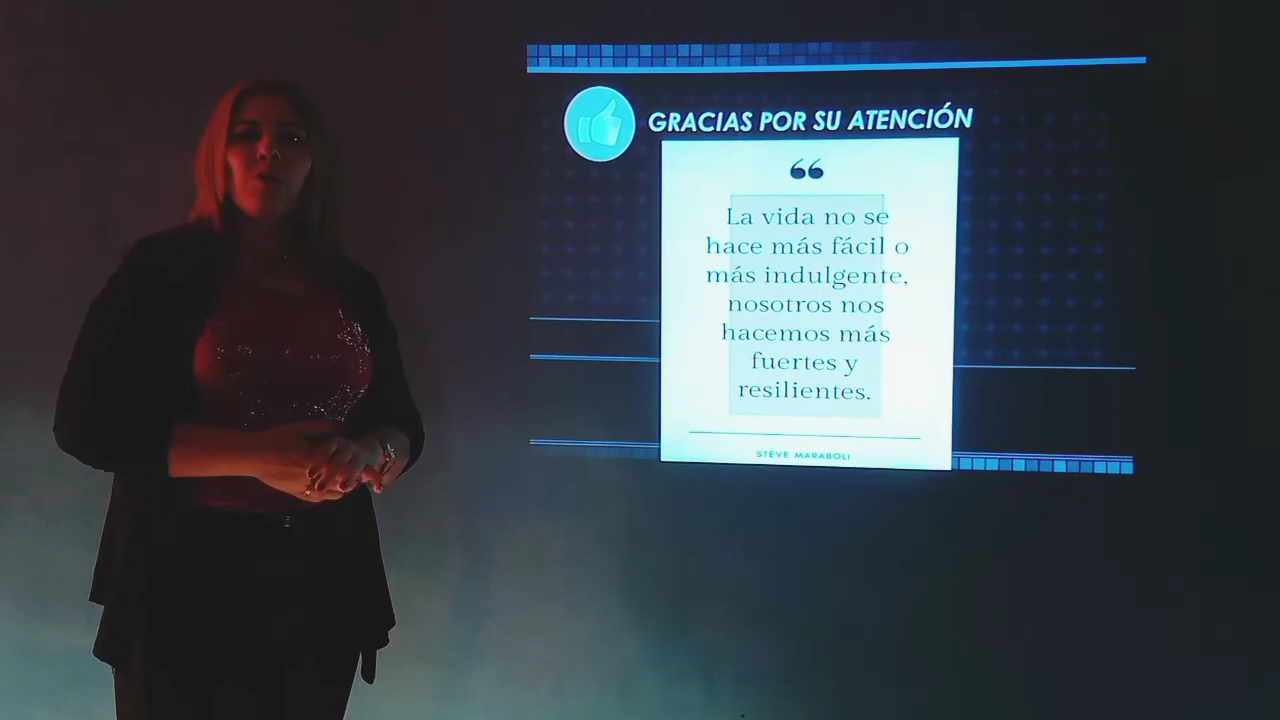 GRACIAS POR SU ATENCIÓN
“
La vida no se
hace más fácil o
más indulgente,
nosotros nos
hacemos más
fuertes y
resilientes.
STEVE MARABOLI